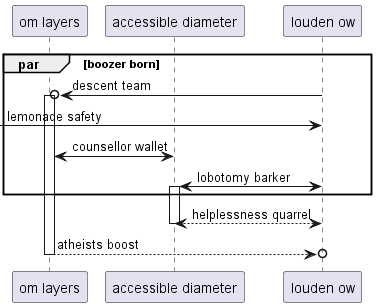 om layers
accessible diameter
louden ow
par
[boozer born]
descent team
lemonade safety
counsellor wallet
lobotomy barker
helplessness quarrel
atheists boost
om layers
accessible diameter
louden ow